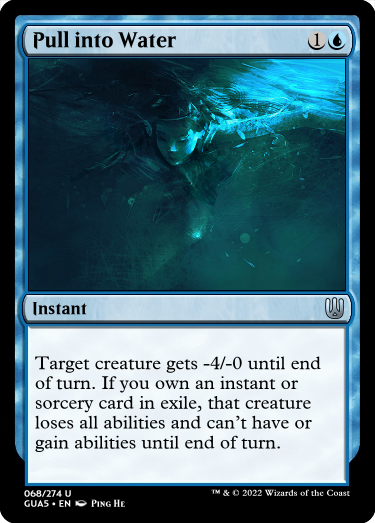 Pull into Water 1
Instant
Target creature gets -4/-0 until end
of turn. If you own an instant or
sorcery card in exile, that creature
loses all abilities and can't have or
gain abilities until end of turn.
068/274 U ™ & © 2022 Wizards of the Coast
GUA5 • EN Ping He